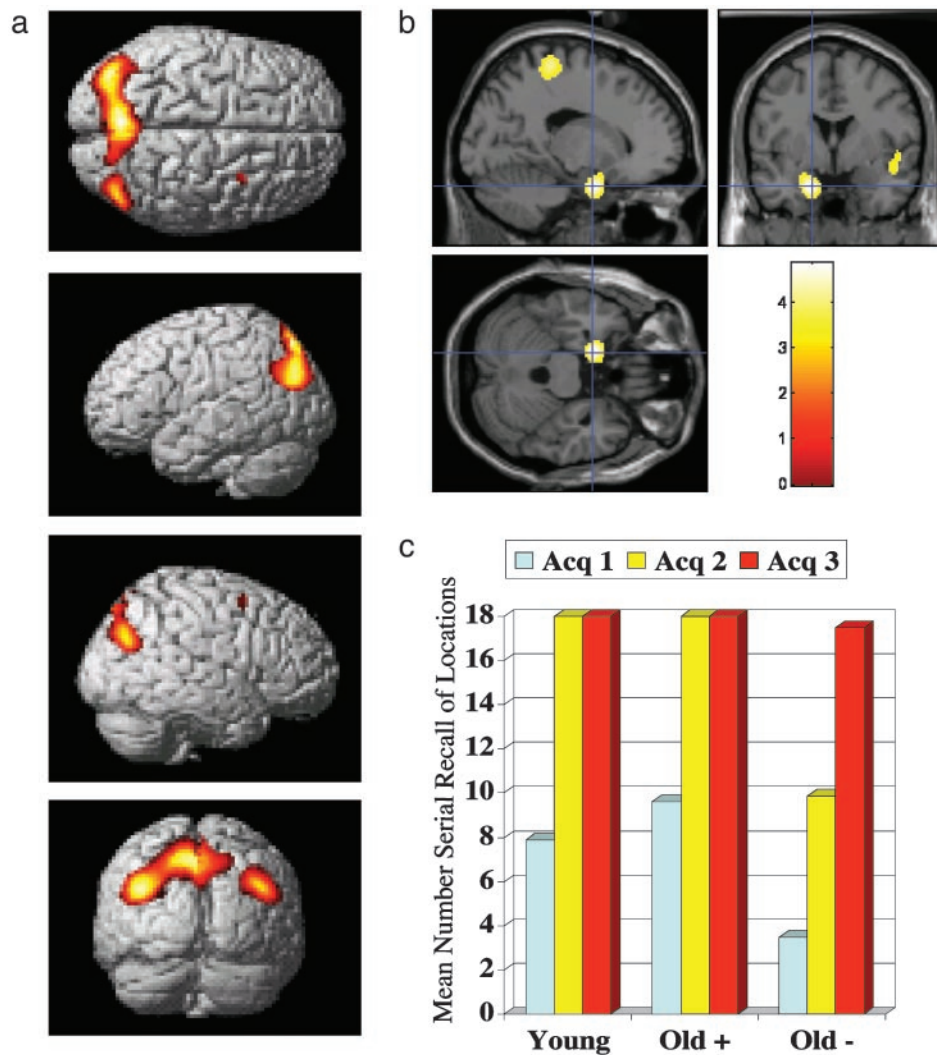 a
b
4
3
2
1
0
c
Acq 1 Acq 2 Acq 3
Mean Number Serial Recall of Locations
18
16
14
12
10
8
6
4
2
0
Young Old + Old -